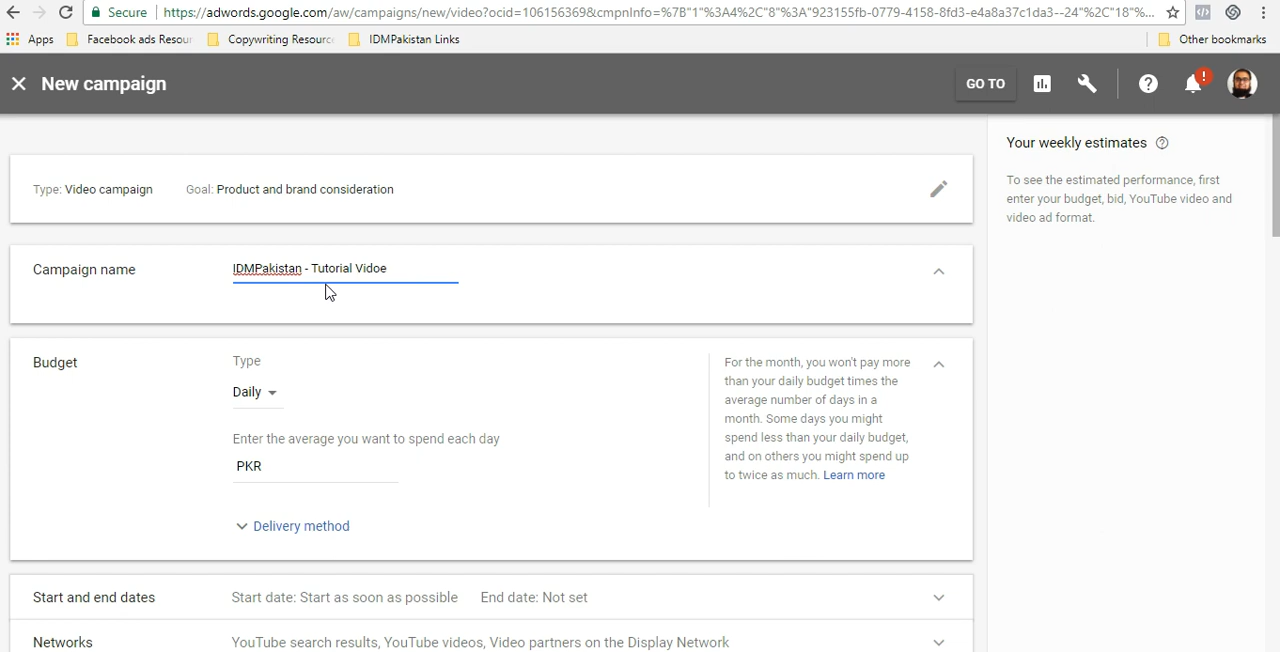 Secure https://adwords.google.com/aw/campaigns/new/video?ocid=106156369&cmpnInfo=%7B"1"%3A4%2C"8"%3A"923155fb-0779-4158-8fd3-e4a8a37c1da3--24"%2C"18"%...
Apps Facebook ads Resour Copywriting Resource IDMPakistan Links Other bookmarks
New campaign GO TO
Your weekly estimates
To see the estimated performance, first
enter your budget, bid, YouTube video and
video ad format.
Type: Video campaign Goal: Product and brand consideration
Campaign name IDMPakistan - Tutorial Vidoe
Budget
Type
Daily
Enter the average you want to spend each day
PKR
Delivery method
For the month, you won't pay more
than your daily budget times the
average number of days in a
month. Some days you might
spend less than your daily budget,
and on others you might spend up
to twice as much. Learn more
Start and end dates Start date: Start as soon as possible End date: Not set
Networks YouTube search results, YouTube videos, Video partners on the Display Network